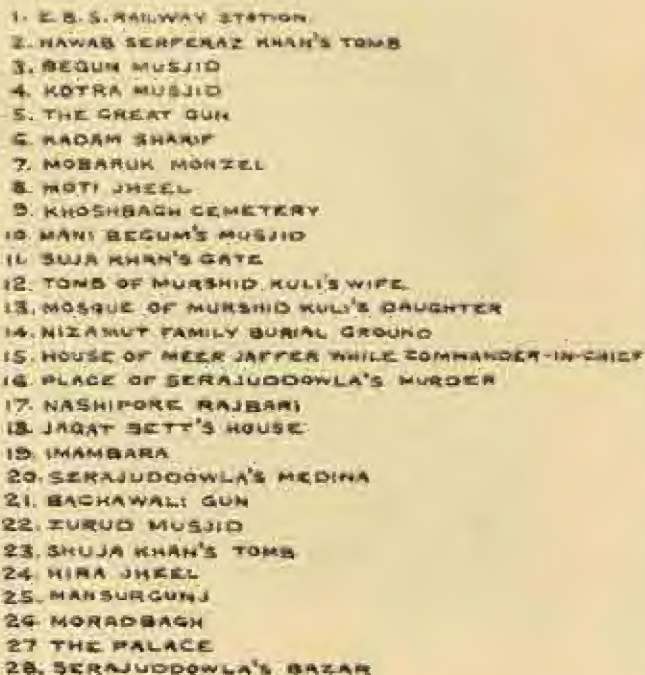 1. E.B.S. RAILWAY STATION
2. NAWAB SERFERAZ KHAN'S TOMB
3. BEGUN MUSJID
4. KOTRA MUSJID
5. THE GREAT GUN
6. KADAM SHARIF
7. MOBARUK MONZEL
8. MOTI JHEEL
9. KHOSHBAGH CEMETERY
10. MANI BEGUM'S MUSJID
11. SUJA KHAN'S GATE
12. TOMB OF MURSHID KULI'S WIFE
13. MOSQUE OF MURSHID KULI'S DAUGHTER
14. NIZAMUT FAMILY BURIAL GROUND
15. HOUSE OF MEER JAFFER WHILE COMMANDER-IN-CHIEF
16. PLACE OF SERAJUDDOWLA'S MURDER
17. NASHIPORE RAJBARI
18. JAGAT SETT'S HOUSE
19. IMAMBARA
20. SERAJUDDOWLA'S MEDINA
21. BACHAWALI GUN
22. ZURUD MUSJID
23. SHUJA KHAN'S TOMB
24. HIRA JHEEL
25. MANSURGUNJ
26. MORADBAGH
27 THE PALACE
28. SERAJUDDOWLA'S BAZAR